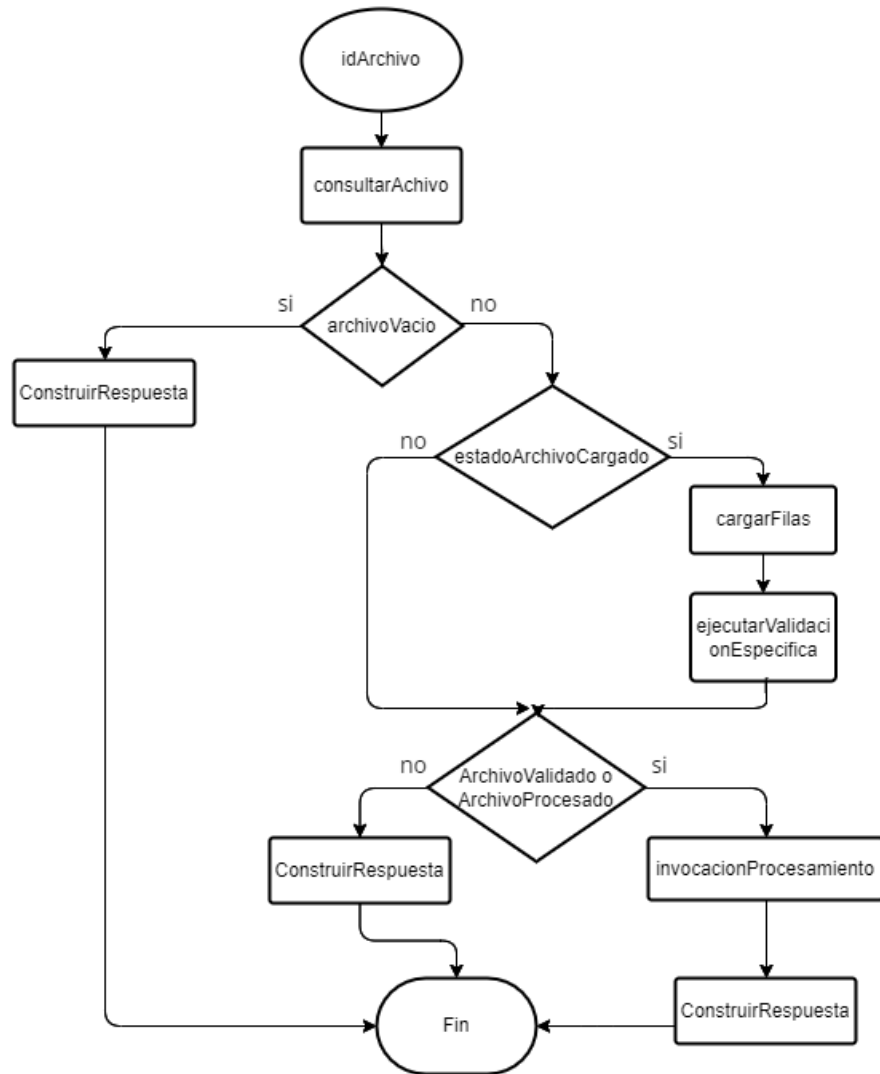 idArchivo
consultarAchivo
si
no
archivoVacio
ConstruirRespuesta
no
si
estadoArchivoCargado
cargarFilas
ejecutarValidaci
onEspecifica
no
si
ArchivoValidado o
ArchivoProcesado
ConstruirRespuesta
invocacionProcesamiento
ConstruirRespuesta
Fin